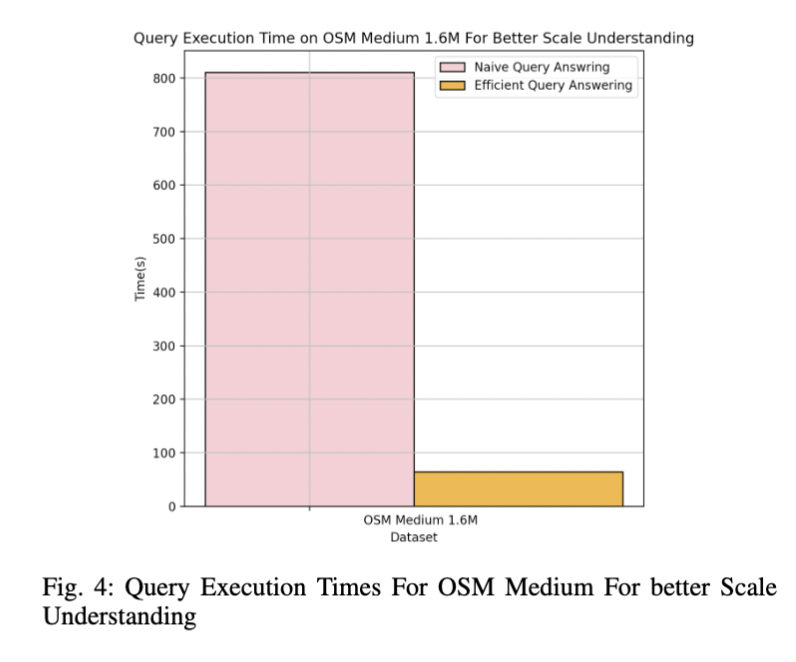 Query Execution Time on OSM Medium 1.6M For Better Scale Understanding
Naive Query Answring
Efficient Query Answering
800
700
600
500
400
300
200
100
0
Time(s)
OSM Medium 1.6M
Dataset
Fig. 4: Query Execution Times For OSM Medium For better Scale
Understanding